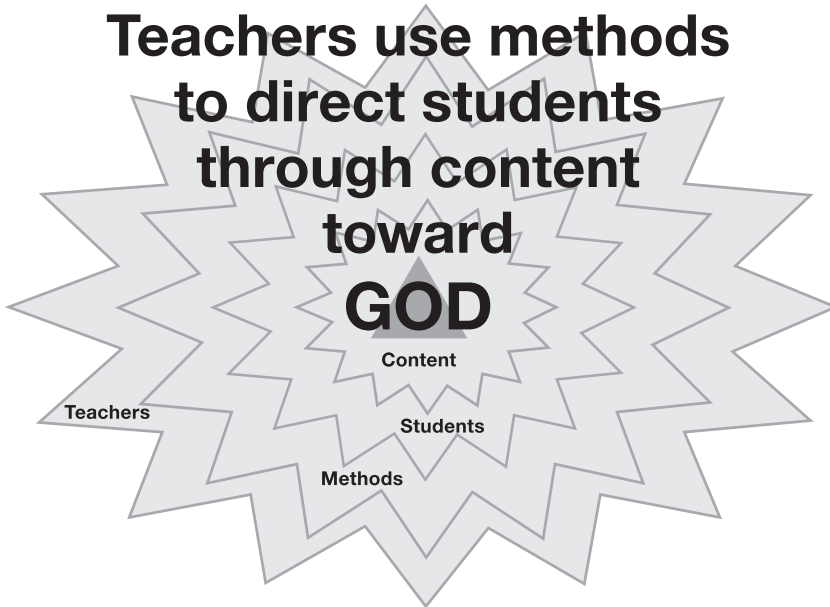 Teachers use methods
to direct students
through content
toward
GOD
Content
Teachers
Students
Methods